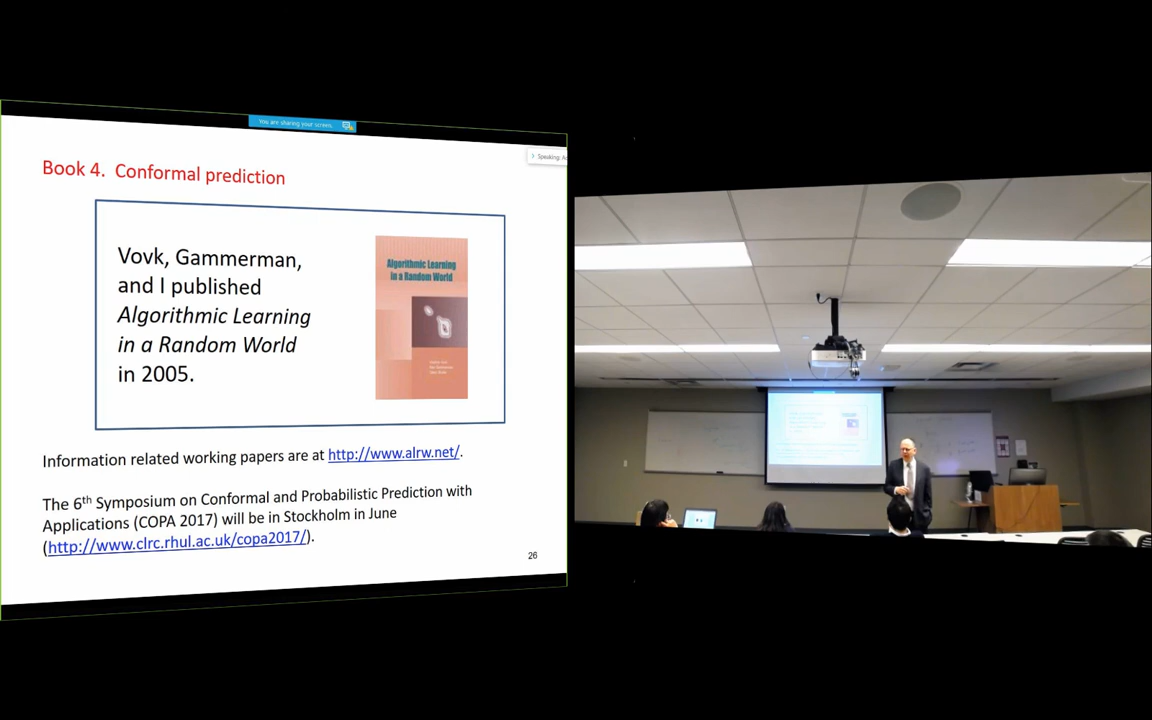 You are sharing your screen.
Speaking:
Book 4. Conformal prediction
Vovk, Gammerman,
and I published
Algorithmic Learning
in a Random World
in 2005.
Algorithmic Learning
in a Random World
Information related working papers are at http://www.alrw.net/.
The 6th Symposium on Conformal and Probabilistic Prediction with
Applications (COPA 2017) will be in Stockholm in June
(http://www.clrc.rhul.ac.uk/copa2017/).
26